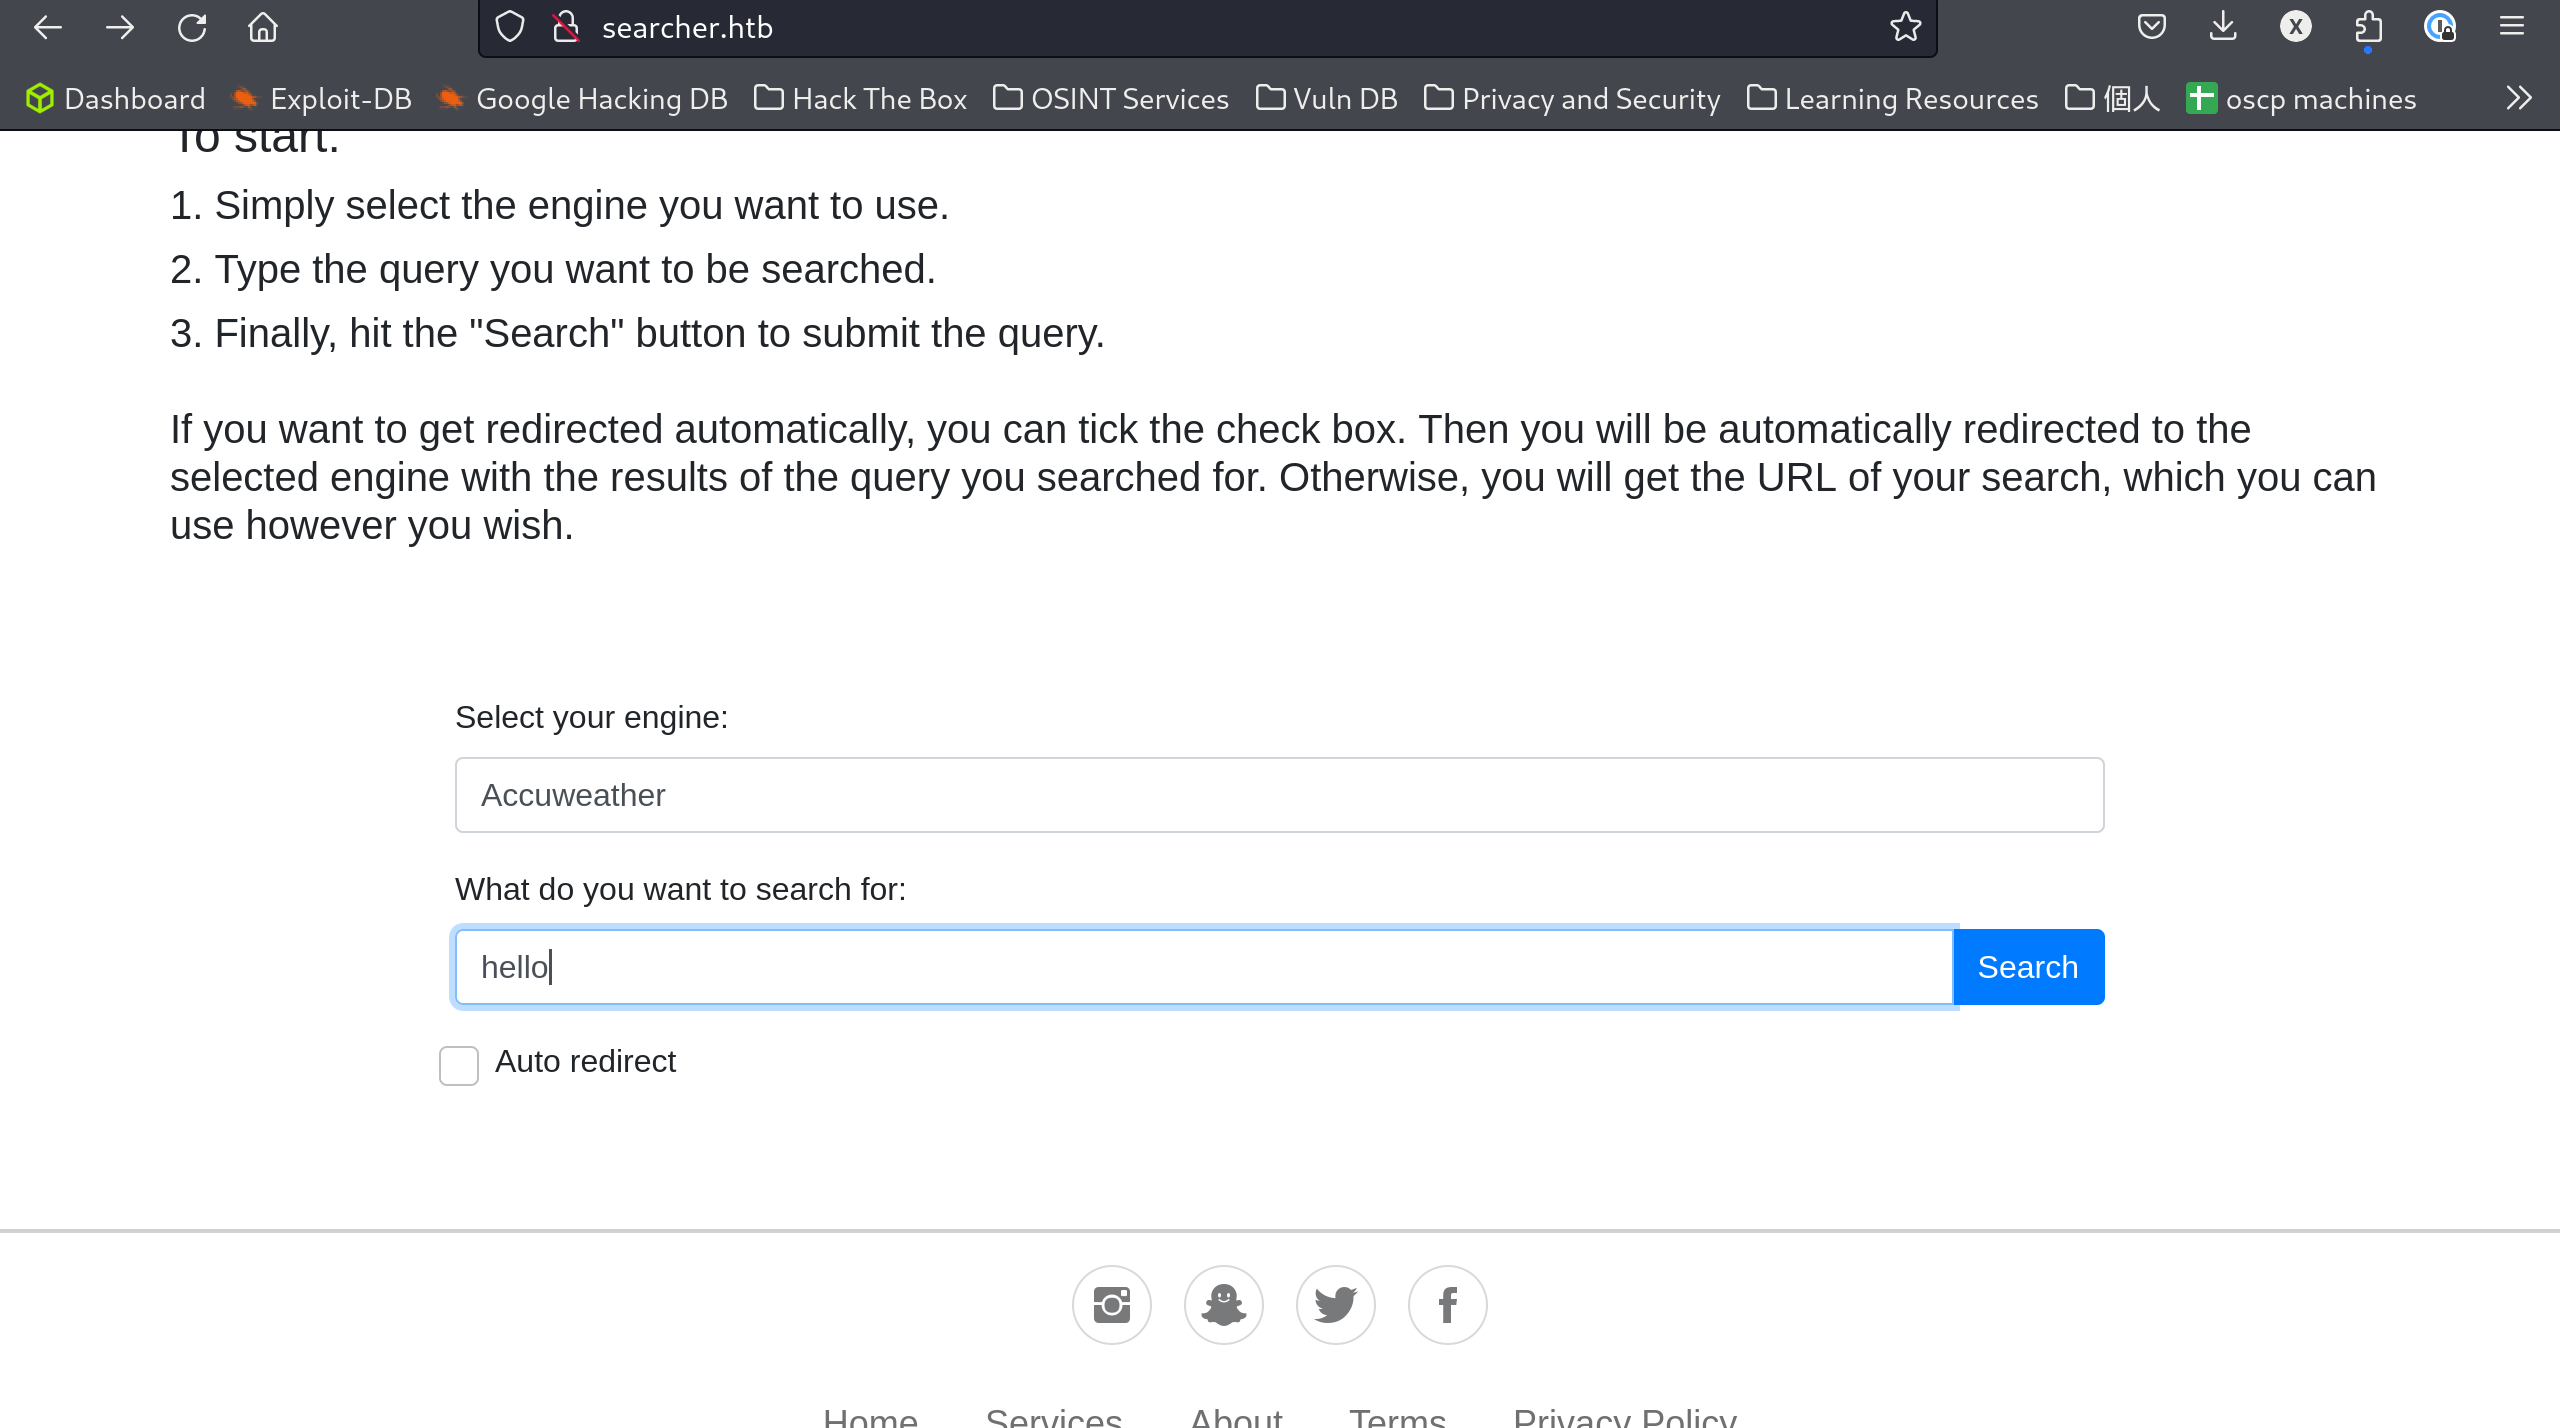 searcher.htb
Dashboard Exploit-DB Google Hacking DB Hack The Box OSINT Services Vuln DB Privacy and Security Learning Resources 個人 oscp machines
To start:
1. Simply select the engine you want to use.
2. Type the query you want to be searched.
3. Finally, hit the "Search" button to submit the query.
If you want to get redirected automatically, you can tick the check box. Then you will be automatically redirected to the
selected engine with the results of the query you searched for. Otherwise, you will get the URL of your search, which you can
use however you wish.
Select your engine:
Accuweather
What do you want to search for:
hello Search
Auto redirect
Home Services About Terms Privacy Policy